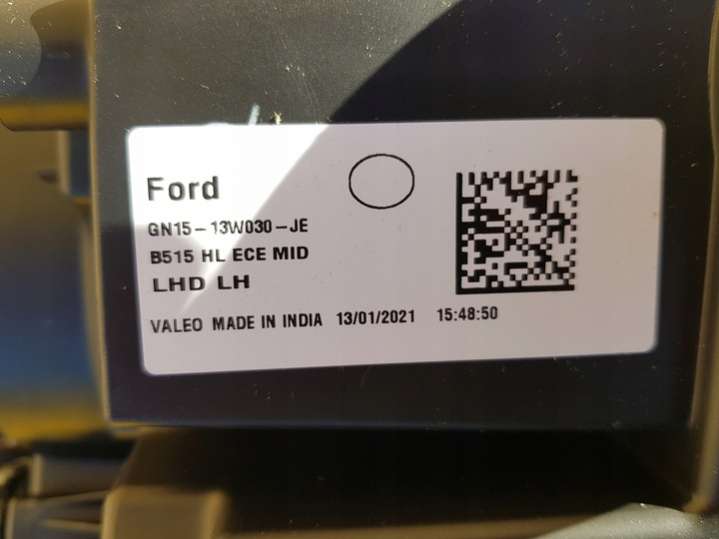 Ford
GN15-13W030-JE
B515 HL ECE MID
LHD LH
VALEO MADE IN INDIA 13/01/2021 15:48:50